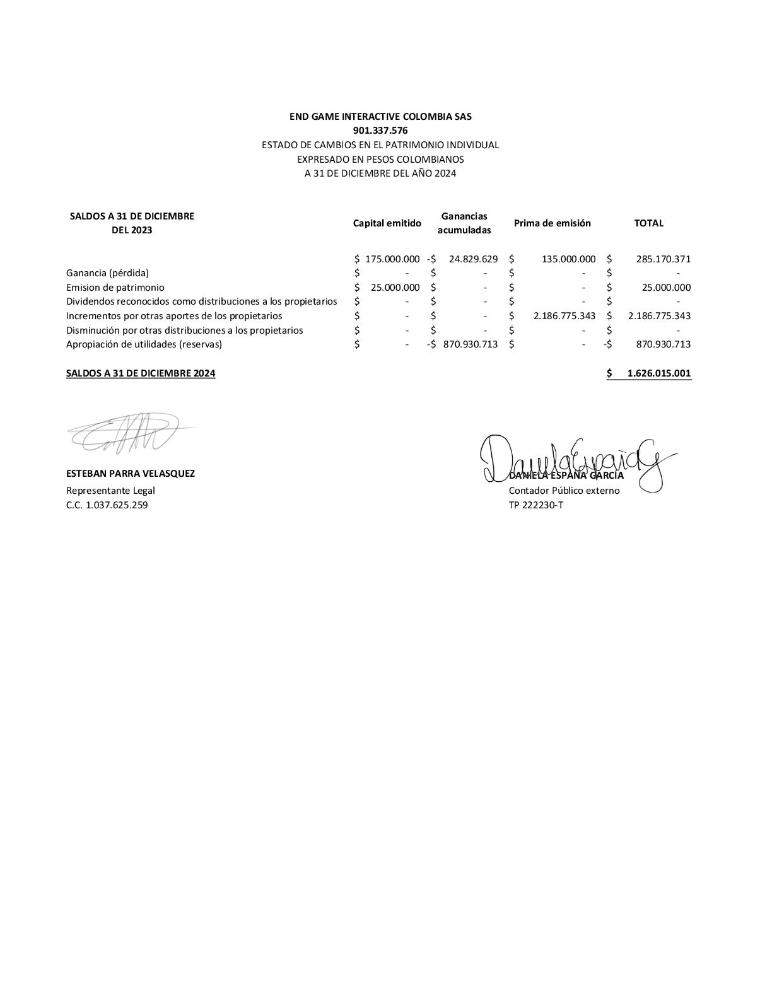 END GAME INTERACTIVE COLOMBIA SAS
901.337.576
ESTADO DE CAMBIOS EN EL PATRIMONIO INDIVIDUAL
EXPRESADO EN PESOS COLOMBIANOS
A 31 DE DICIEMBRE DEL AÑO 2024
SALDOS A 31 DE DICIEMBRE
DEL 2023
Capital emitido
Ganancias
acumuladas
Prima de emisión
TOTAL
$ 175.000.000 -$ 24.829.629 $ 135.000.000 $ 285.170.371
Ganancia (pérdida) $ - $ - $ - $ -
Emision de patrimonio $ 25.000.000 $ - $ - $ 25.000.000
Dividendos reconocidos como distribuciones a los propietarios $ - $ - $ - $ -
Incrementos por otras aportes de los propietarios $ - $ - $ 2.186.775.343 $ 2.186.775.343
Disminución por otras distribuciones a los propietarios $ - $ - $ - $ -
Apropiación de utilidades (reservas) $ - -$ 870.930.713 $ - -$ 870.930.713
SALDOS A 31 DE DICIEMBRE 2024 $ 1.626.015.001
ESTEBAN PARRA VELASQUEZ
Representante Legal
C.C. 1.037.625.259
DANIELA ESPAÑA GARCÍA
Contador Público externo
TP 222230-T